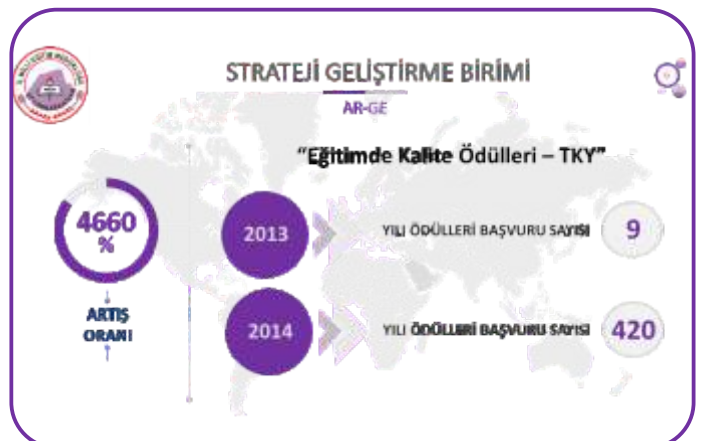 STRATEJİ GELİŞTİRME BİRİMİ
AR-GE
“Eğitimde Kalite Ödülleri – TKY”
4660
%
ARTIŞ
ORANI
2013
YILI ÖDÜLLERİ BAŞVURU SAYISI
9
2014
YILI ÖDÜLLERİ BAŞVURU SAYISI
420